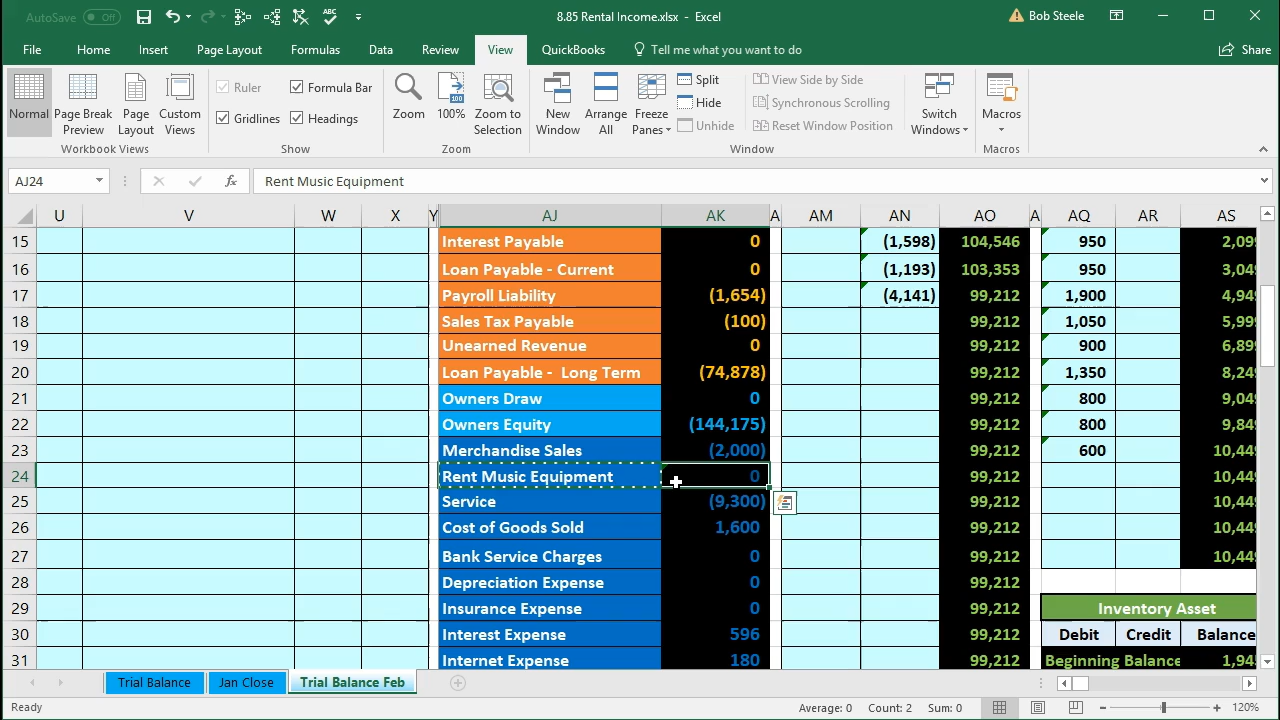 AutoSave Off 8.85 Rental Income.xlsx - Excel Bob Steele
File Home Insert Page Layout Formulas Data Review View QuickBooks Tell me what you want to do Share
Normal Page Break Preview Page Layout Custom Views
Workbook Views
Ruler Formula Bar
Gridlines Headings
Show
Zoom 100% Zoom to Selection
Zoom
New Window Arrange All Freeze Panes
Split
Hide
Unhide
View Side by Side
Synchronous Scrolling
Reset Window Position
Switch Windows
Window
Macros
Macros
AJ24 fx Rent Music Equipment
U V W X Y AJ AK A AM AN AO A AQ AR AS
15 Interest Payable 0 (1,598) 104,546 950 2,09
16 Loan Payable - Current 0 (1,193) 103,353 950 3,04
17 Payroll Liability (1,654) (4,141) 99,212 1,900 4,94
18 Sales Tax Payable (100) 99,212 1,050 5,99
19 Unearned Revenue 0 99,212 900 6,89
20 Loan Payable - Long Term (74,878) 99,212 1,350 8,24
21 Owners Draw 0 99,212 800 9,04
22 Owners Equity (144,175) 99,212 800 9,84
23 Merchandise Sales (2,000) 99,212 600 10,44
24 Rent Music Equipment 0 99,212 10,44
25 Service (9,300) 99,212 10,44
26 Cost of Goods Sold 1,600 99,212 10,44
27 Bank Service Charges 0 99,212 10,44
28 Depreciation Expense 0 99,212
29 Insurance Expense 0 99,212 Inventory Asset
30 Interest Expense 596 99,212 Debit Credit Balance
31 Internet Expense 180 99,212 Beginning Balance 1,94
Trial Balance Jan Close Trial Balance Feb
Ready Average: 0 Count: 2 Sum: 0 120%